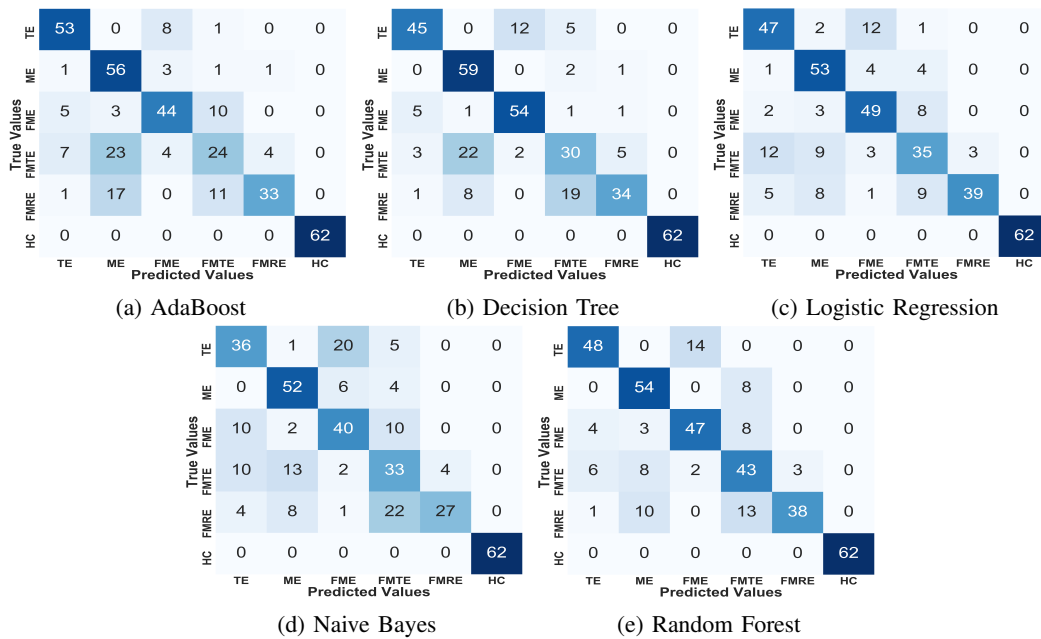 TE 53 0 8 1 0 0
ME 1 56 3 1 1 0
FME 5 3 44 10 0 0
FMTE 7 23 4 24 4 0
FMRE 1 17 0 11 33 0
HC 0 0 0 0 0 62
True Values
TE ME FME FMTE FMRE HC
Predicted Values
(a) AdaBoost
TE 45 0 12 5 0 0
ME 0 59 0 2 1 0
FME 5 1 54 1 1 0
FMTE 3 22 2 30 5 0
FMRE 1 8 0 19 34 0
HC 0 0 0 0 0 62
True Values
TE ME FME FMTE FMRE HC
Predicted Values
(b) Decision Tree
TE 47 2 12 1 0 0
ME 1 53 4 4 0 0
FME 2 3 49 8 0 0
FMTE 12 9 3 35 3 0
FMRE 5 8 1 9 39 0
HC 0 0 0 0 0 62
True Values
TE ME FME FMTE FMRE HC
Predicted Values
(c) Logistic Regression
TE 36 1 20 5 0 0
ME 0 52 6 4 0 0
FME 10 2 40 10 0 0
FMTE 10 13 2 33 4 0
FMRE 4 8 1 22 27 0
HC 0 0 0 0 0 62
True Values
TE ME FME FMTE FMRE HC
Predicted Values
(d) Naive Bayes
TE 48 0 14 0 0 0
ME 0 54 0 8 0 0
FME 4 3 47 8 0 0
FMTE 6 8 2 43 3 0
FMRE 1 10 0 13 38 0
HC 0 0 0 0 0 62
True Values
TE ME FME FMTE FMRE HC
Predicted Values
(e) Random Forest